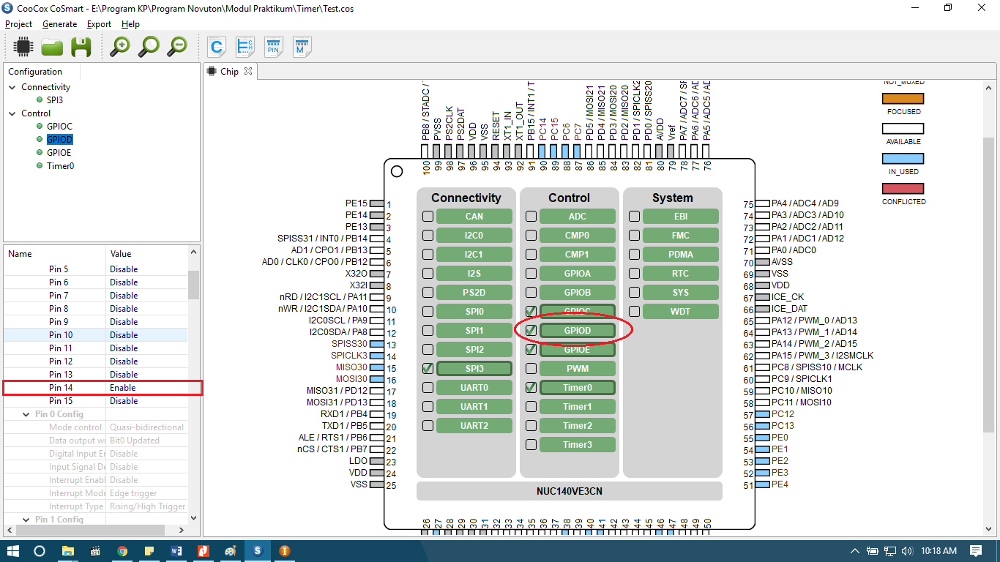 CooCox CoSmart - E:\Program KP\Program Novuton\Modul Praktikum\Timer\Test.cos
Project Generate Export Help
C
CH
PIN
M
Configuration
Connectivity
SPI3
Control
GPIOC
GPIOD
GPIOE
Timer0
Name Value
Pin 5 Disable
Pin 6 Disable
Pin 7 Disable
Pin 8 Disable
Pin 9 Disable
Pin 10 Disable
Pin 11 Disable
Pin 12 Disable
Pin 13 Disable
Pin 14 Enable
Pin 15 Disable
Pin 0 Config
Mode control Quasi-bidirectional
Data output wr Bit0 Updated
Digital Input Er Disable
Input Signal De Disable
Interrupt Enabl Disable
Interrupt Mode Edge trigger
Interrupt Type Rising/High Trigger
Pin 1 Config
Chip
PB8 / STADC /
PVSS
PS2CLK
PS2DAT
VDD
VSS
RESET
XT1_IN
XT1_OUT
PB15 / INT1 / T
PC14
PC15
PC6
PC7
PD5 / MOSI21
PD4 / MISO21
PD3 / MOSI20
PD2 / MISO20
PD1 / SPICLK2
PD0 / SPISS20
AVDD
Vref
PA7 / ADC7 / SF
PA6 / ADC6 / AD
PA5 / ADC5 / AD
100 99 98 97 96 95 94 93 92 91 90 89 88 87 86 85 84 83 82 81 80 79 78 77 76
NOT_MUXED
FOCUSED
AVAILABLE
IN_USED
CONFLICTED
PE15 1
PE14 2
PE13 3
SPISS31 / INT0 / PB14 4
AD1 / CPO1 / PB13 5
AD0 / CLK0 / CPO0 / PB12 6
X32O 7
X32I 8
nRD / I2C1SCL / PA11 9
nWR / I2C1SDA / PA10 10
I2C0SCL / PA9 11
I2C0SDA / PA8 12
SPISS30 13
SPICLK3 14
MISO30 15
MOSI30 16
MISO31 / PD12 17
MOSI31 / PD13 18
RXD1 / PB4 19
TXD1 / PB5 20
ALE / RTS1 / PB6 21
nCS / CTS1 / PB7 22
LDO 23
VDD 24
VSS 25
Connectivity
CAN
I2C0
I2C1
I2S
PS2D
SPI0
SPI1
SPI2
SPI3
UART0
UART1
UART2
Control
ADC
CMP0
CMP1
GPIOA
GPIOB
GPIOC
GPIOD
GPIOE
PWM
Timer0
Timer1
Timer2
Timer3
System
EBI
FMC
PDMA
RTC
SYS
WDT
NUC140VE3CN
75 PA4 / ADC4 / AD9
74 PA3 / ADC3 / AD10
73 PA2 / ADC2 / AD11
72 PA1 / ADC1 / AD12
71 PA0 / ADC0
70 AVSS
69 VSS
68 VDD
67 ICE_CK
66 ICE_DAT
65 PA12 / PWM_0 / AD13
64 PA13 / PWM_1 / AD14
63 PA14 / PWM_2 / AD15
62 PA15 / PWM_3 / I2SMCLK
61 PC8 / SPISS10 / MCLK
60 PC9 / SPICLK1
59 PC10 / MISO10
58 PC11 / MOSI10
57 PC12
56 PC13
55 PE0
54 PE1
53 PE2
52 PE3
51 PE4
26 27 28 29 30 31 32 33 34 35 36 37 38 39 40 41 42 43 44 45 46 47 48 49 50
10:18 AM